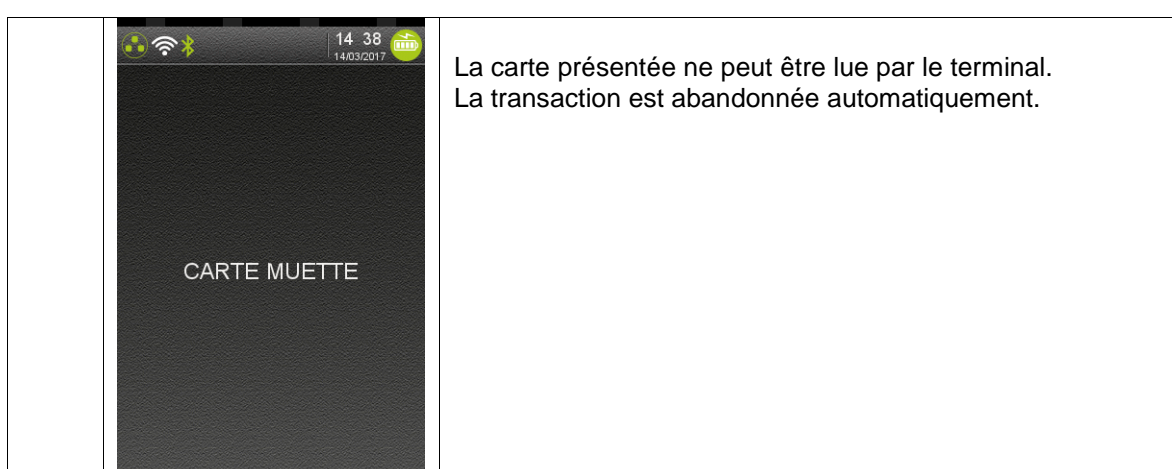 14 38
14/03/2017
La carte présentée ne peut être lue par le terminal.
La transaction est abandonnée automatiquement.
CARTE MUETTE